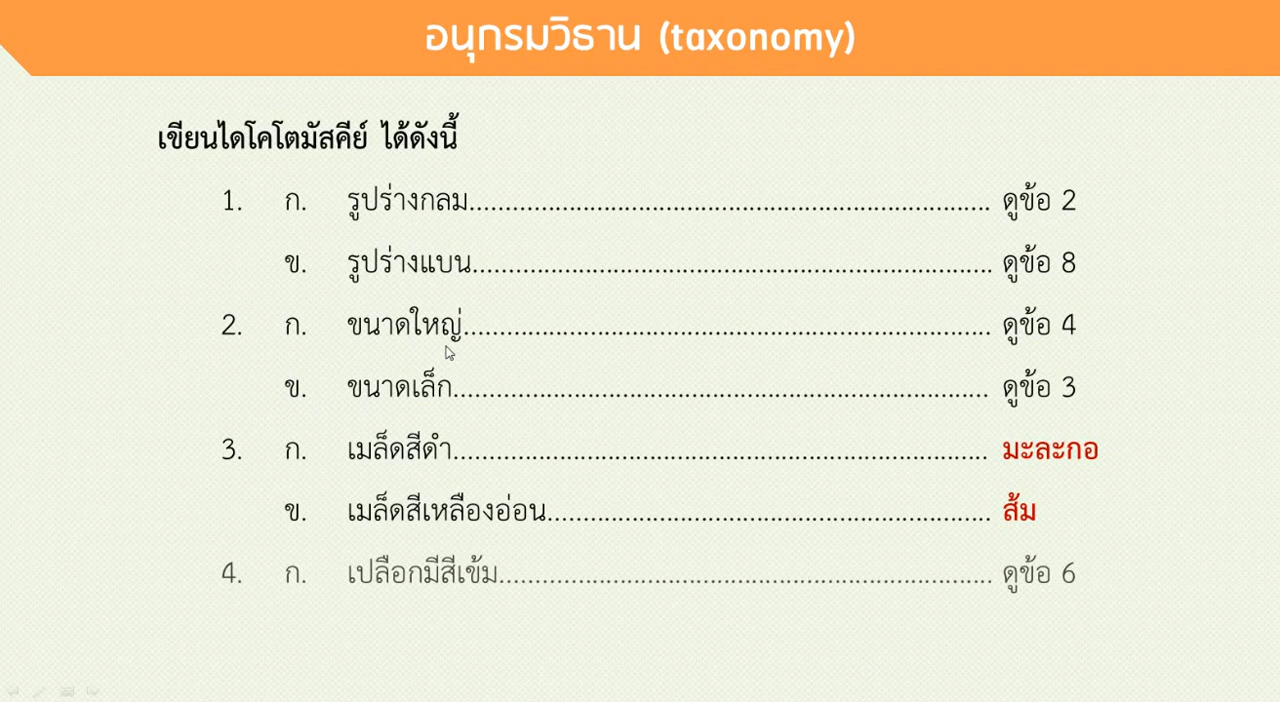 อนุกรมวิธาน (taxonomy)
เขียนไดโคโตมัสคีย์ ได้ดังนี้
1. ก. รูปร่างกลม........................................................................ ดูข้อ 2
ข. รูปร่างแบน........................................................................ ดูข้อ 8
2. ก. ขนาดใหญ่......................................................................... ดูข้อ 4
ข. ขนาดเล็ก.......................................................................... ดูข้อ 3
3. ก. เมล็ดสีดำ.......................................................................... มะละกอ
ข. เมล็ดสีเหลืองอ่อน............................................................. ส้ม
4. ก. เปลือกมีสีเข้ม.................................................................... ดูข้อ 6